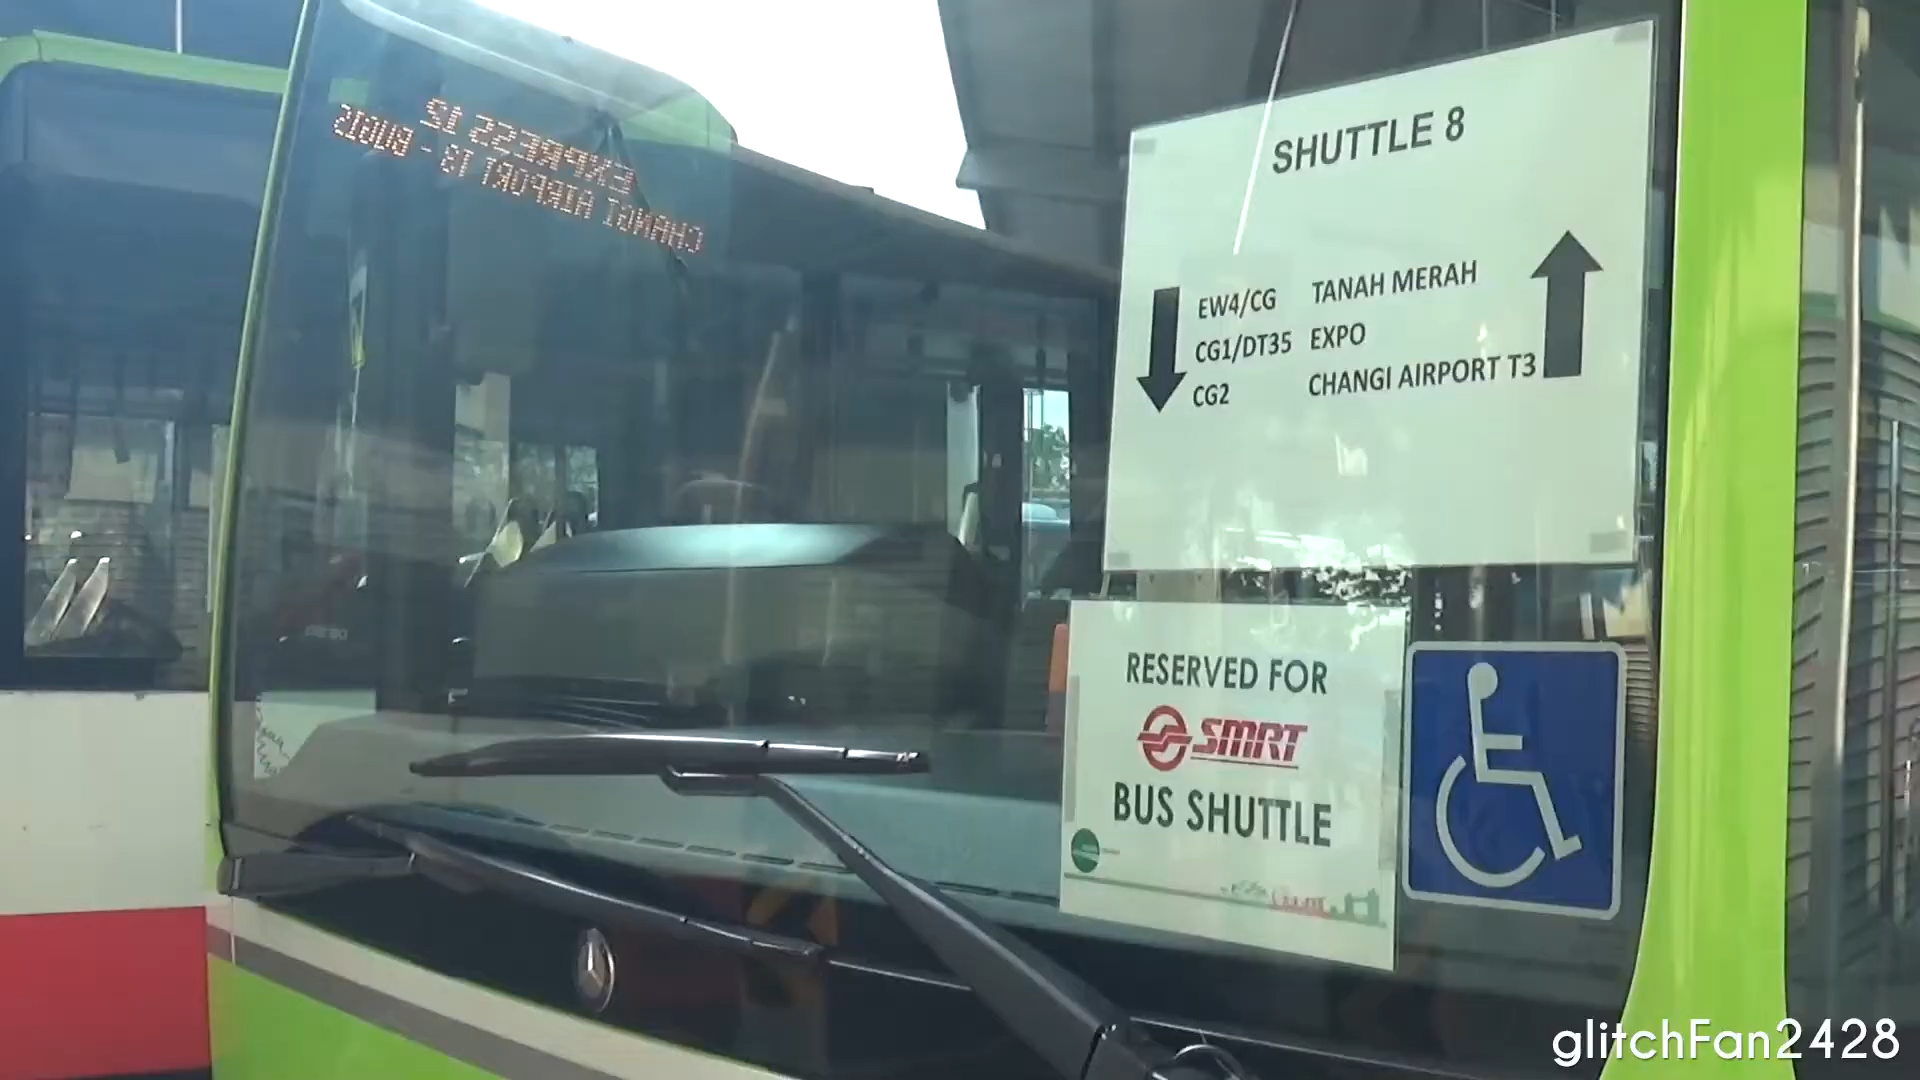 EXPRESS 12
CHANGI AIRPORT T3 - BUGIS
SHUTTLE 8
EW4/CG TANAH MERAH
CG1/DT35 EXPO
CG2 CHANGI AIRPORT T3
RESERVED FOR
SMRT
BUS SHUTTLE
glitchFan2428